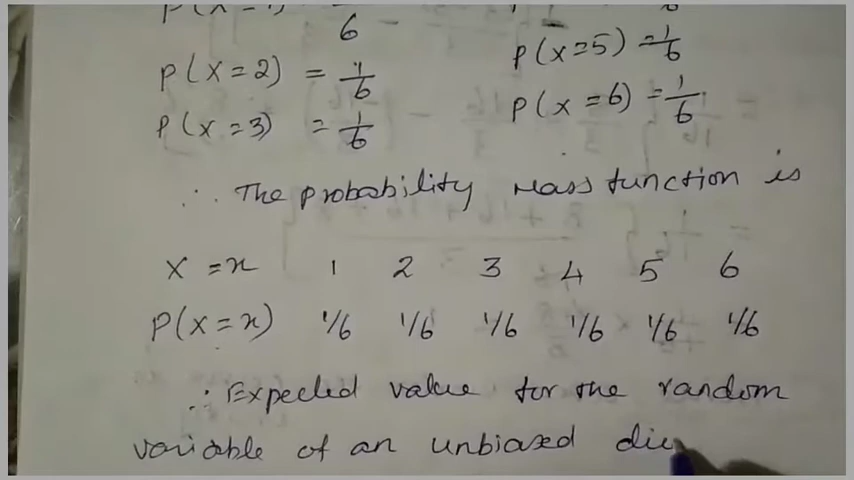 6
P(x=5) = 1/6
P(x=2) = 1/6
P(x=6) = 1/6
P(x=3) = 1/6
∴ The probability mass function is
x = x 1 2 3 4 5 6
P(x = x) 1/6 1/6 1/6 1/6 1/6 1/6
∴ Expected value for the random
variable of an unbiased die